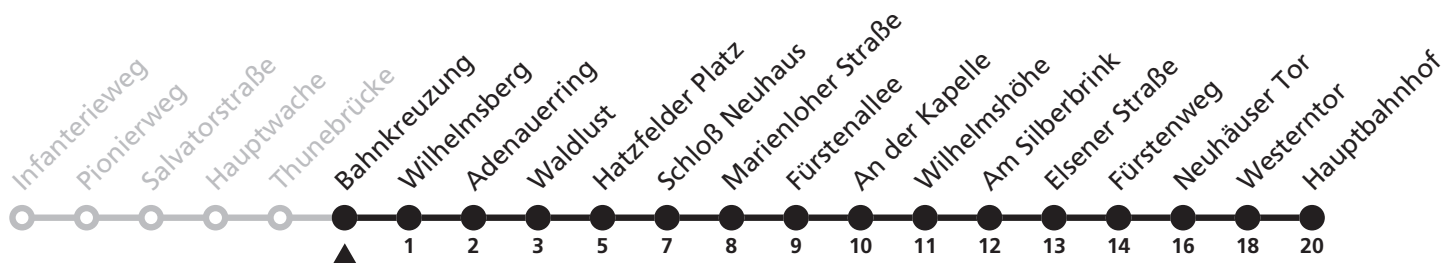 Infanterieweg
Pionierweg
Salvatorstraße
Hauptwache
Thunebrücke
Bahnkreuzung
Wilhelmsberg
Adenauerring
Waldlust
Hatzfelder Platz
Schloß Neuhaus
Marienloher Straße
Fürstenallee
An der Kapelle
Wilhelmshöhe
Am Silberbrink
Elsener Straße
Fürstenweg
Neuhäuser Tor
Westerntor
Hauptbahnhof
1 2 3 5 7 8 9 10 11 12 13 14 16 18 20